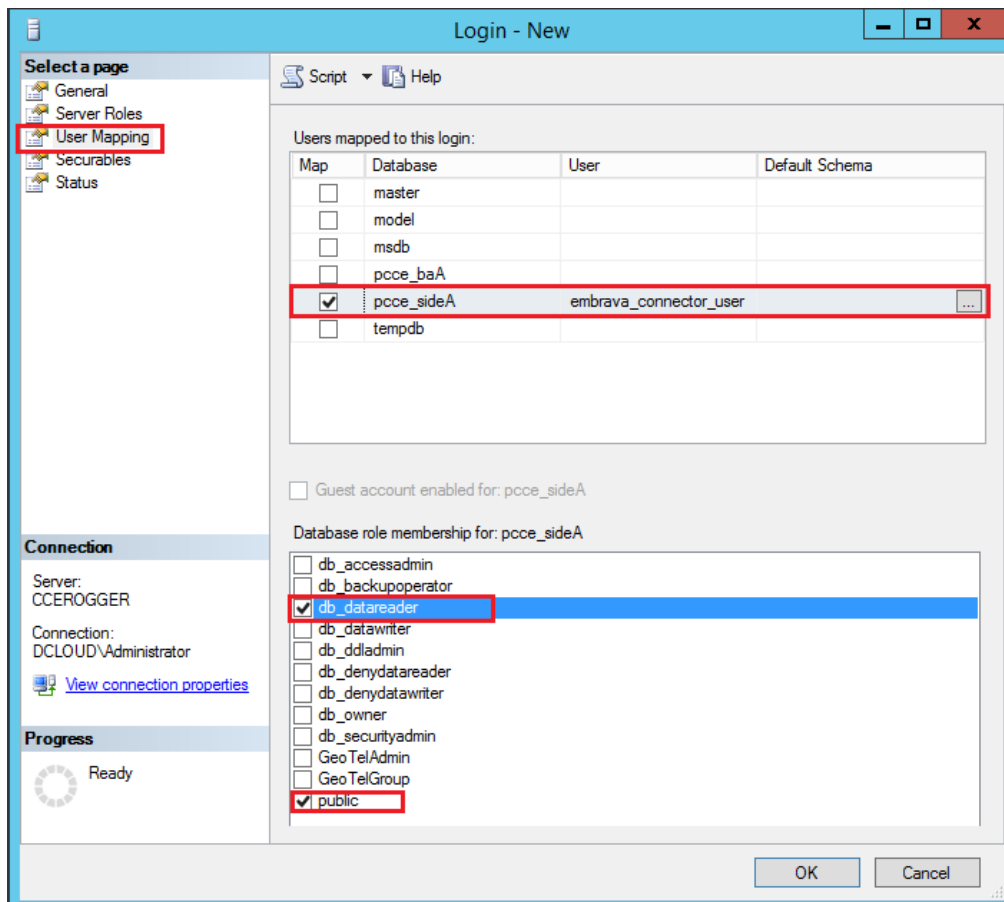 Login - New
Select a page
General
Server Roles
User Mapping
Securables
Status
Script Help
Users mapped to this login:
Map Database User Default Schema
master
model
msdb
pcce_baA
pcce_sideA embrava_connector_user ...
tempdb
Guest account enabled for: pcce_sideA
Database role membership for: pcce_sideA
db_accessadmin
db_backupoperator
db_datareader
db_datawriter
db_ddladmin
db_denydatareader
db_denydatawriter
db_owner
db_securityadmin
GeoTelAdmin
GeoTelGroup
public
Connection
Server:
CCEROGGER
Connection:
DCLOUD\Administrator
View connection properties
Progress
Ready
OK Cancel